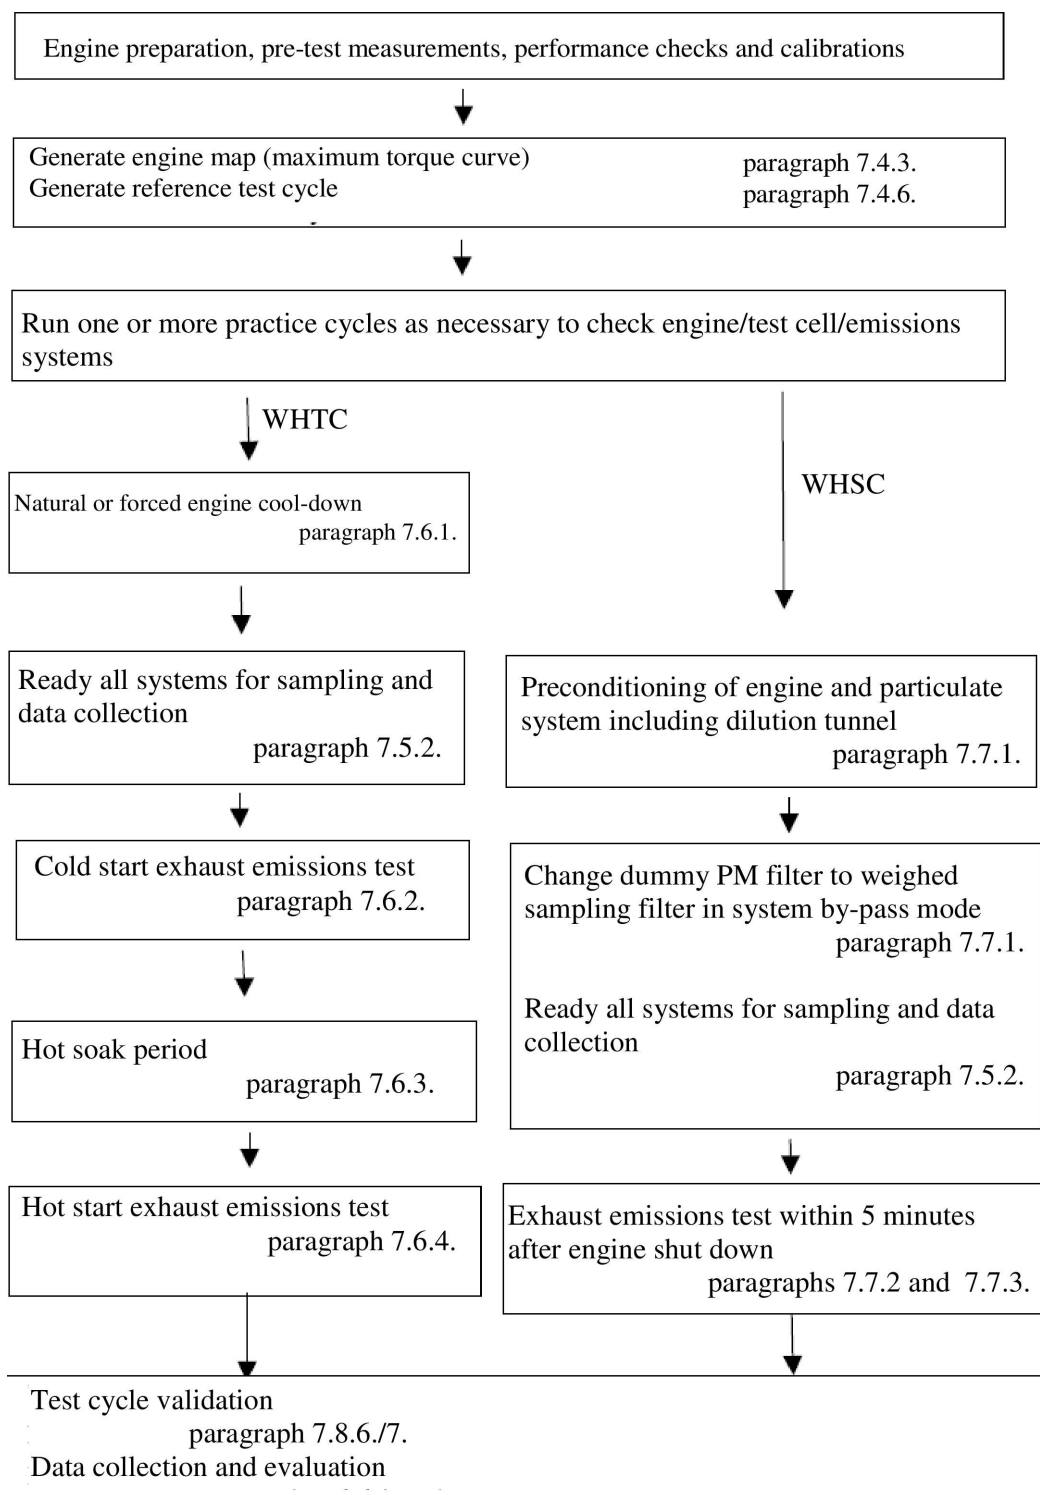 Engine preparation, pre-test measurements, performance checks and calibrations
Generate engine map (maximum torque curve)
paragraph 7.4.3.
Generate reference test cycle
paragraph 7.4.6.
Run one or more practice cycles as necessary to check engine/test cell/emissions
systems
WHTC
WHSC
Natural or forced engine cool-down
paragraph 7.6.1.
Ready all systems for sampling and
data collection
paragraph 7.5.2.
Cold start exhaust emissions test
paragraph 7.6.2.
Hot soak period
paragraph 7.6.3.
Hot start exhaust emissions test
paragraph 7.6.4.
Preconditioning of engine and particulate
system including dilution tunnel
paragraph 7.7.1.
Change dummy PM filter to weighed
sampling filter in system by-pass mode
paragraph 7.7.1.
Ready all systems for sampling and data
collection
paragraph 7.5.2.
Exhaust emissions test within 5 minutes
after engine shut down
paragraphs 7.7.2 and 7.7.3.
Test cycle validation
paragraph 7.8.6./7.
Data collection and evaluation